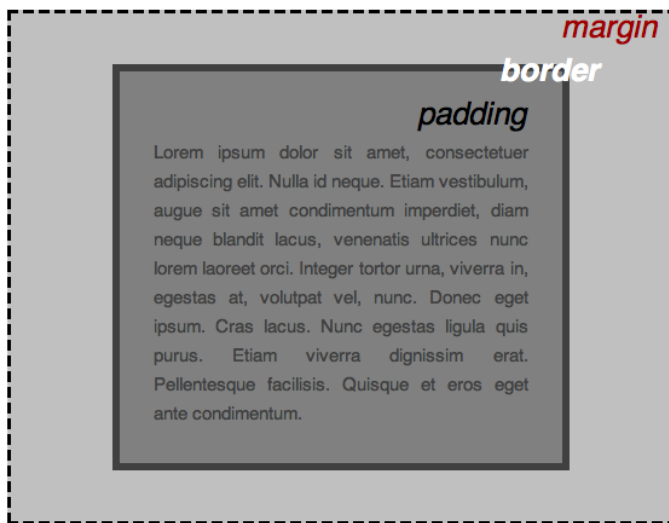 margin
border
padding
Lorem ipsum dolor sit amet, consectetuer
adipiscing elit. Nulla id neque. Etiam vestibulum,
augue sit amet condimentum imperdiet, diam
neque blandit lacus, venenatis ultrices nunc
lorem laoreet orci. Integer tortor urna, viverra in,
egestas at, volutpat vel, nunc. Donec eget
ipsum. Cras lacus. Nunc egestas ligula quis
purus. Etiam viverra dignissim erat.
Pellentesque facilisis. Quisque et eros eget
ante condimentum.